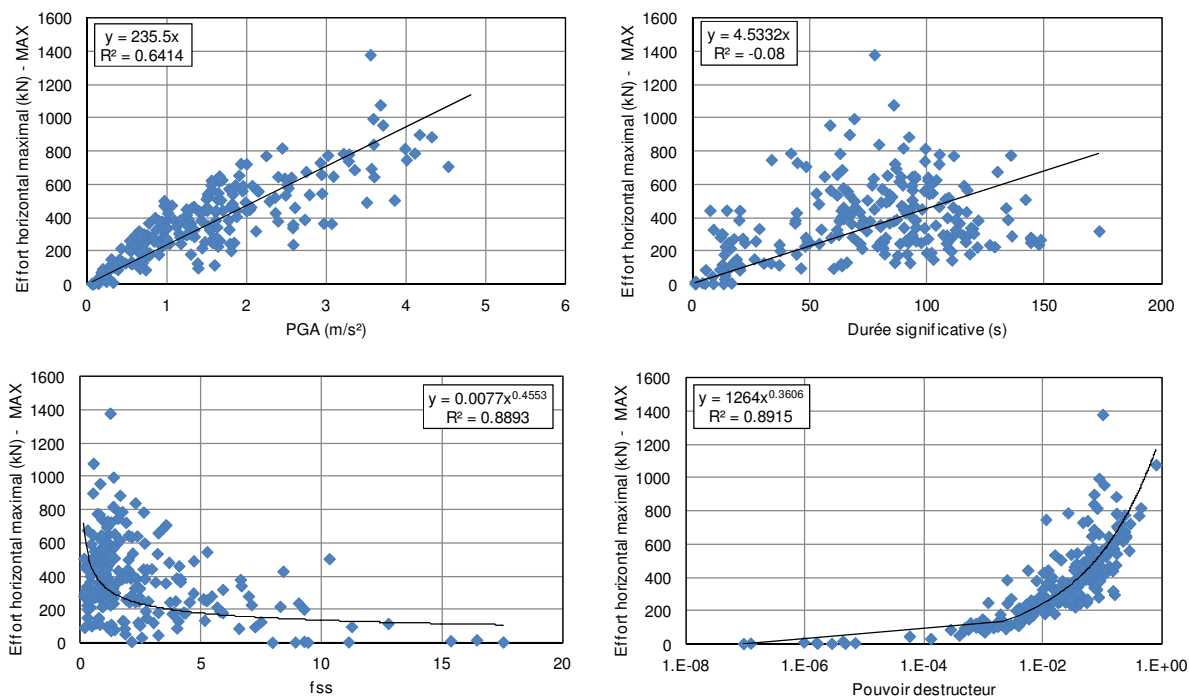 Effort horizontal maximal (kN) - MAX
1600
1400
1200
1000
800
600
400
200
0
y = 235.5x
R² = 0.6414
0 1 2 3 4 5 6
PGA (m/s²)
Effort horizontal maximal (kN) - MAX
1600
1400
1200
1000
800
600
400
200
0
y = 4.5332x
R² = -0.08
0 50 100 150 200
Durée significative (s)
Effort horizontal maximal (kN) - MAX
1600
1400
1200
1000
800
600
400
200
0
y = 0.0077x^0.4553
R² = 0.8893
0 5 10 15 20
fss
Effort horizontal maximal (kN) - MAX
1600
1400
1200
1000
800
600
400
200
0
y = 1264x^0.3606
R² = 0.8915
1.E-08 1.E-06 1.E-04 1.E-02 1.E+00
Pouvoir destructeur